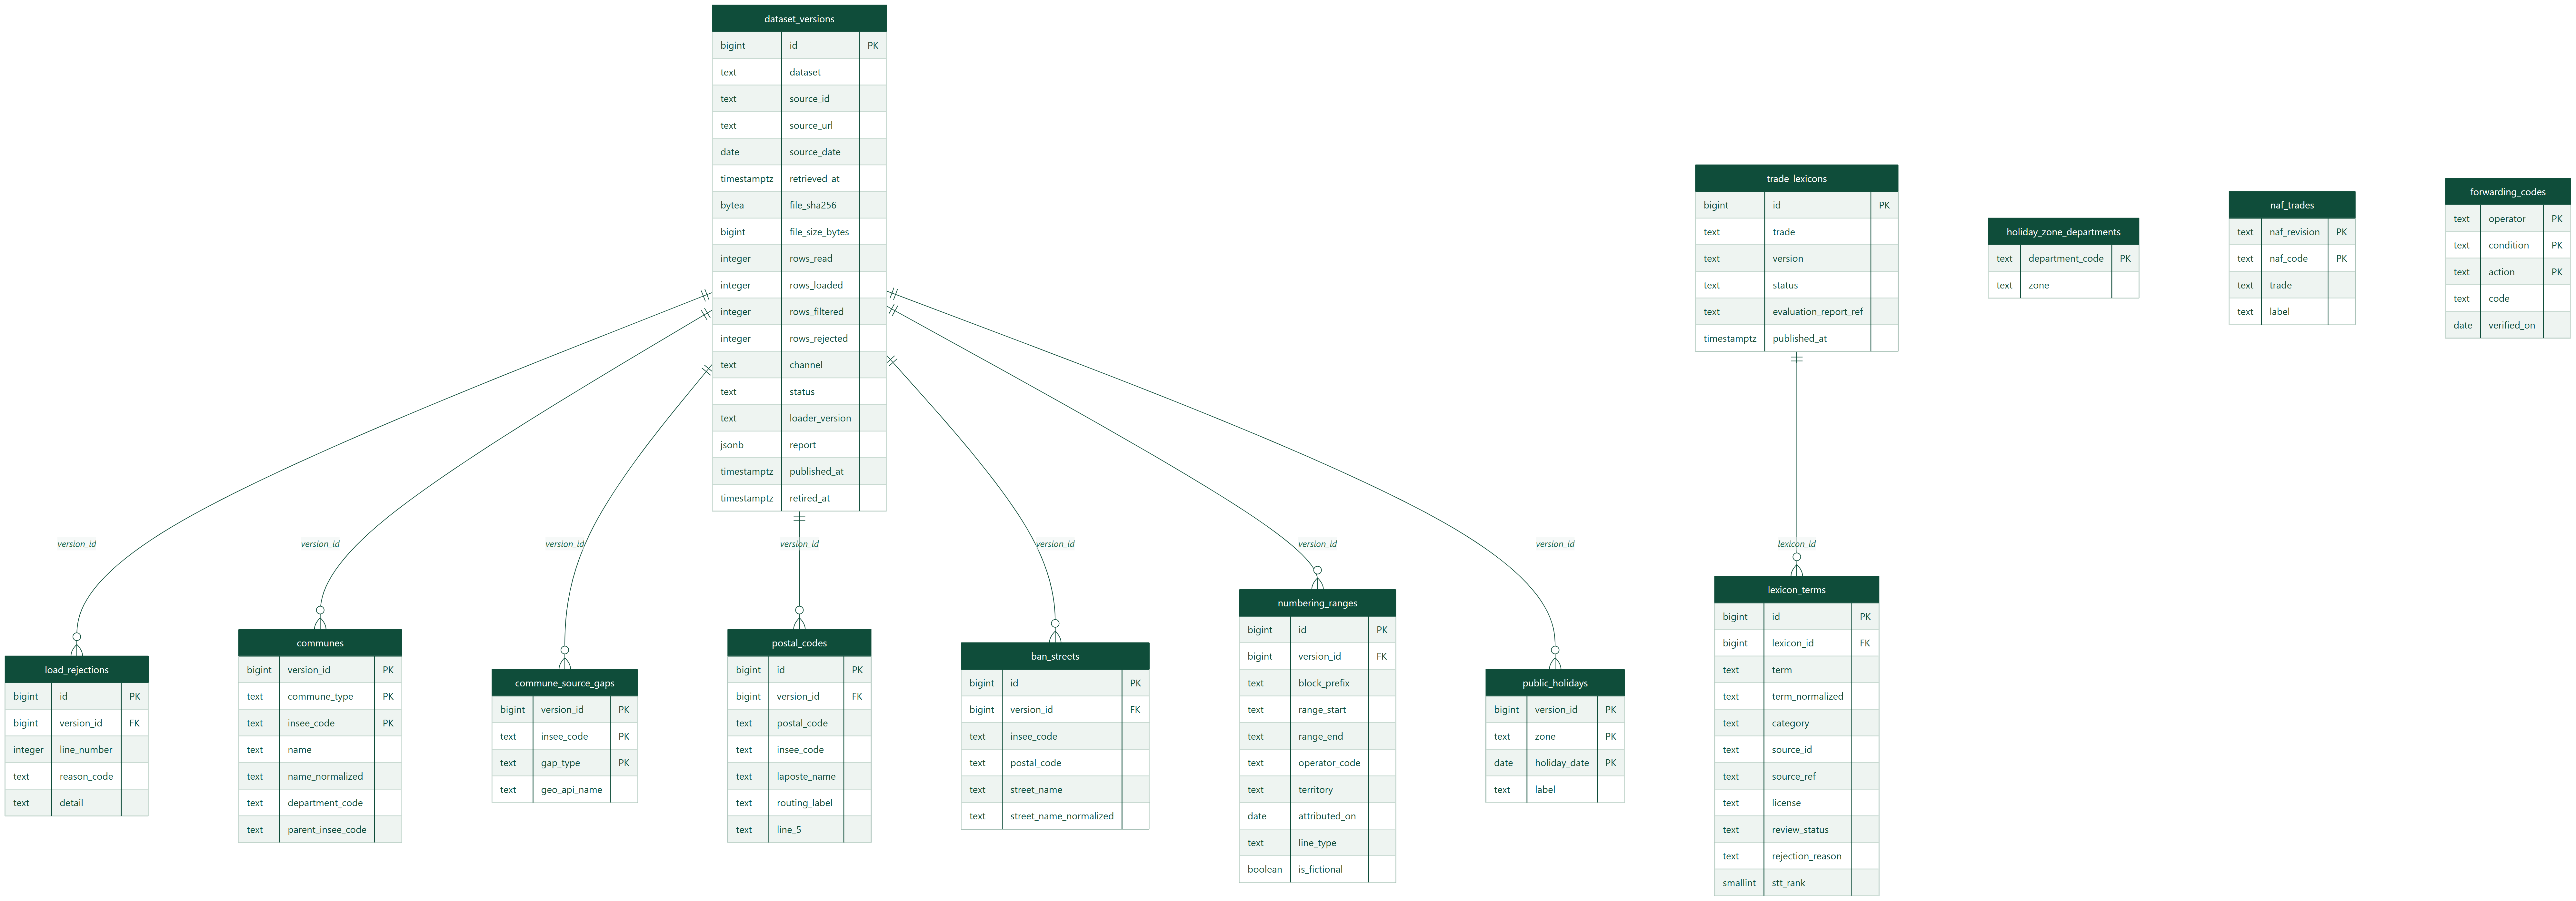 dataset_versions
bigint id PK
text dataset
text source_id
text source_url
date source_date
timestamptz retrieved_at
bytea file_sha256
bigint file_size_bytes
integer rows_read
integer rows_loaded
integer rows_filtered
integer rows_rejected
text channel
text status
text loader_version
jsonb report
timestamptz published_at
timestamptz retired_at
trade_lexicons
bigint id PK
text trade
text version
text status
text evaluation_report_ref
timestamptz published_at
holiday_zone_departments
text department_code PK
text zone
naf_trades
text naf_revision PK
text naf_code PK
text trade
text label
forwarding_codes
text operator PK
text condition PK
text action PK
text code
date verified_on
version_id
version_id
version_id
version_id
version_id
version_id
version_id
lexicon_id
load_rejections
bigint id PK
bigint version_id FK
integer line_number
text reason_code
text detail
communes
bigint version_id PK
text commune_type PK
text insee_code PK
text name
text name_normalized
text department_code
text parent_insee_code
commune_source_gaps
bigint version_id PK
text insee_code PK
text gap_type PK
text geo_api_name
postal_codes
bigint id PK
bigint version_id FK
text postal_code
text insee_code
text laposte_name
text routing_label
text line_5
ban_streets
bigint id PK
bigint version_id FK
text insee_code
text postal_code
text street_name
text street_name_normalized
numbering_ranges
bigint id PK
bigint version_id FK
text block_prefix
text range_start
text range_end
text operator_code
text territory
date attributed_on
text line_type
boolean is_fictional
public_holidays
bigint version_id PK
text zone PK
date holiday_date PK
text label
lexicon_terms
bigint id PK
bigint lexicon_id FK
text term
text term_normalized
text category
text source_id
text source_ref
text license
text review_status
text rejection_reason
smallint stt_rank